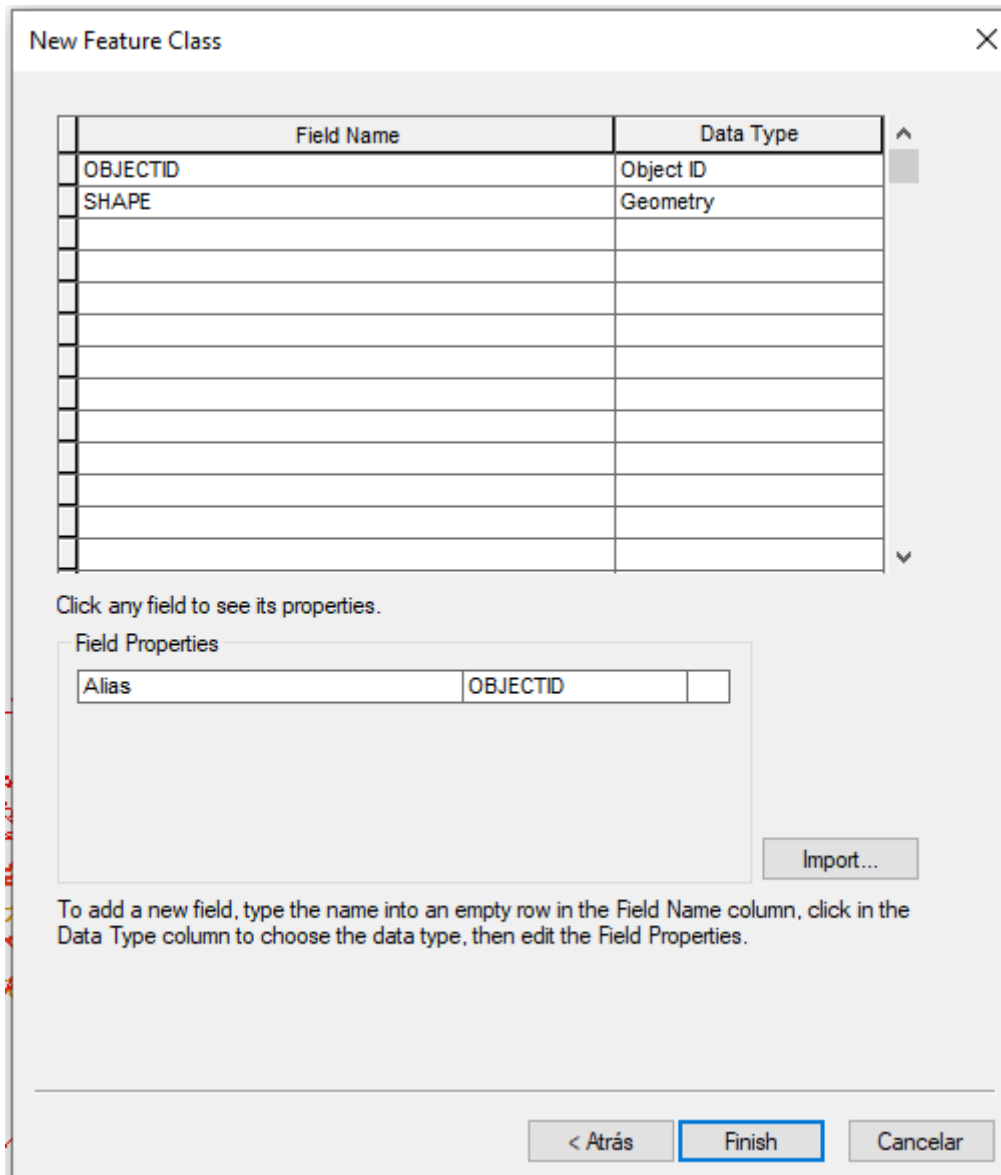 New Feature Class
Field Name Data Type
OBJECTID Object ID
SHAPE Geometry
Click any field to see its properties.
Field Properties
Alias OBJECTID
Import...
To add a new field, type the name into an empty row in the Field Name column, click in the
Data Type column to choose the data type, then edit the Field Properties.
< Atrás Finish Cancelar